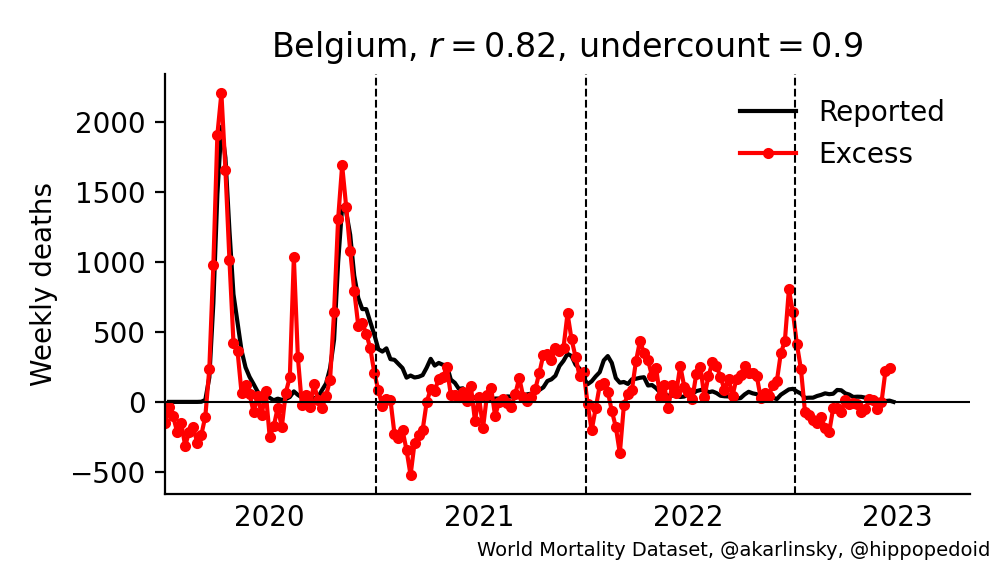 Belgium, r = 0.82, undercount = 0.9
Weekly deaths
2000
1500
1000
500
0
−500
Reported
Excess
2020 2021 2022 2023
World Mortality Dataset, @akarlinsky, @hippopedoid